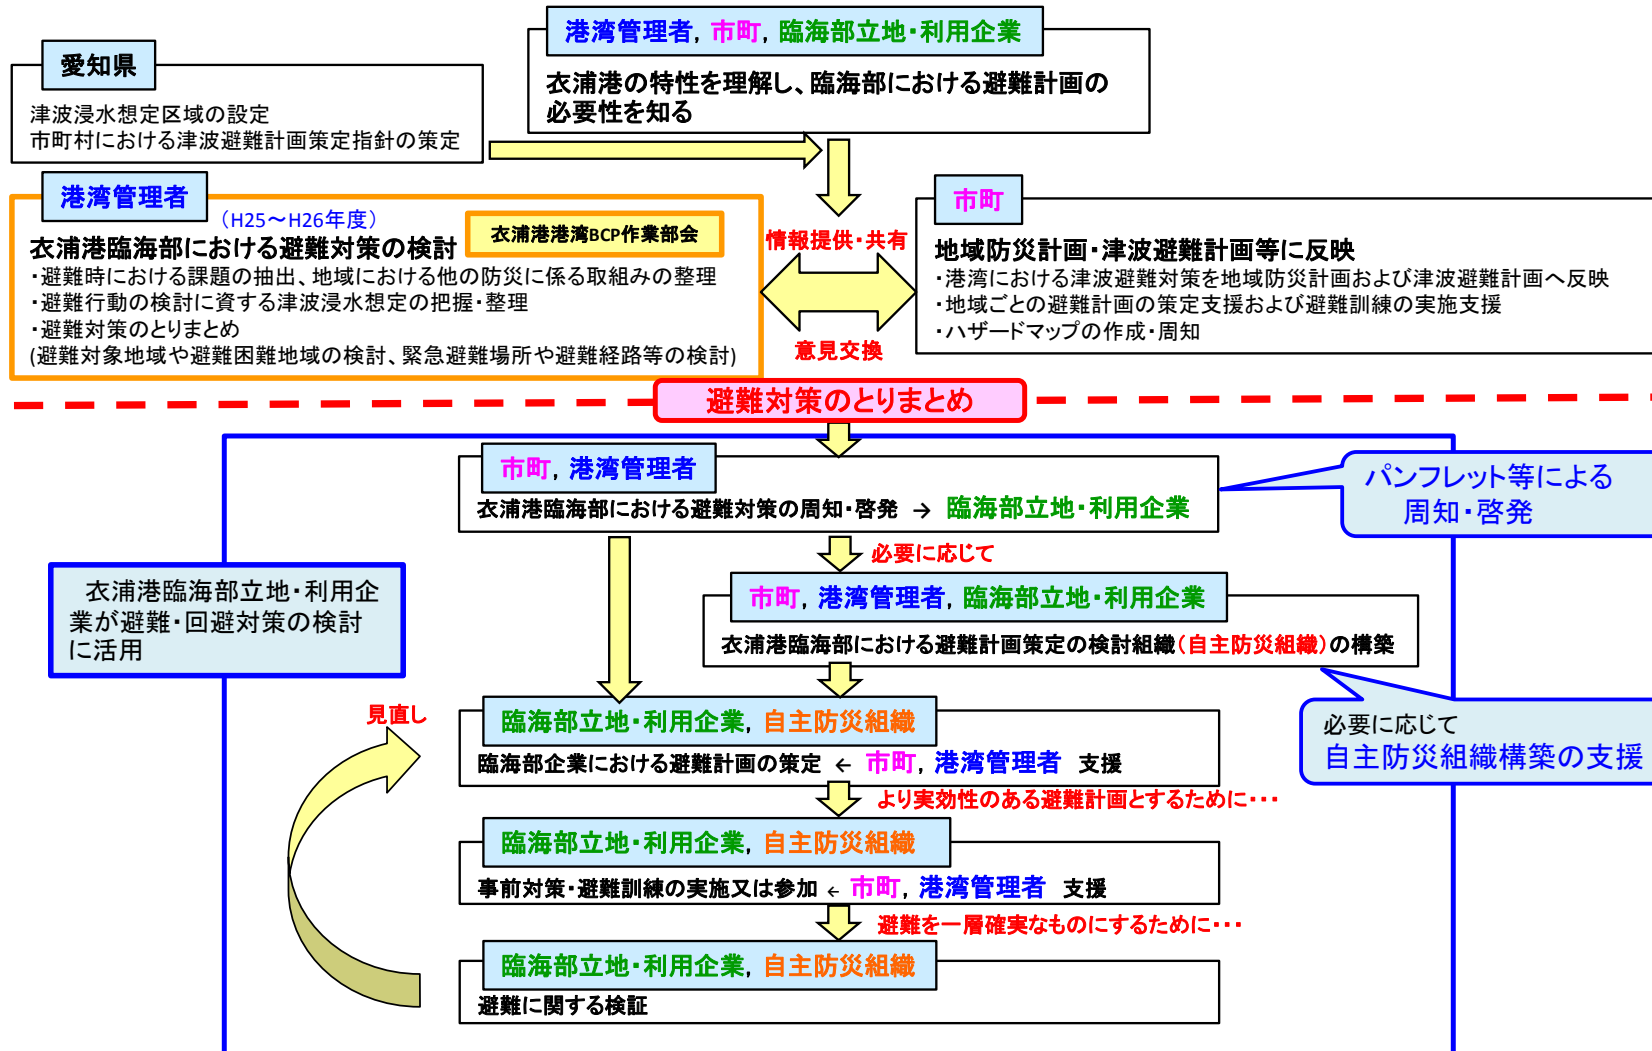 港湾管理者, 市町, 臨海部立地・利用企業
衣浦港の特性を理解し、臨海部における避難計画の
必要性を知る
愛知県
津波浸水想定区域の設定
市町村における津波避難計画策定指針の策定
港湾管理者
（H25～H26年度）
衣浦港港湾BCP作業部会
衣浦港臨海部における避難対策の検討
・避難時における課題の抽出、地域における他の防災に係る取組みの整理
・避難行動の検討に資する津波浸水想定の把握・整理
・避難対策のとりまとめ
(避難対象地域や避難困難地域の検討、緊急避難場所や避難経路等の検討)
情報提供・共有
意見交換
市町
地域防災計画・津波避難計画等に反映
・港湾における津波避難対策を地域防災計画および津波避難計画へ反映
・地域ごとの避難計画の策定支援および避難訓練の実施支援
・ハザードマップの作成・周知
避難対策のとりまとめ
市町, 港湾管理者
衣浦港臨海部における避難対策の周知・啓発 → 臨海部立地・利用企業
パンフレット等による
周知・啓発
必要に応じて
衣浦港臨海部立地・利用企
業が避難・回避対策の検討
に活用
市町, 港湾管理者, 臨海部立地・利用企業
衣浦港臨海部における避難計画策定の検討組織(自主防災組織)の構築
必要に応じて
自主防災組織構築の支援
見直し
臨海部立地・利用企業, 自主防災組織
臨海部企業における避難計画の策定 ← 市町, 港湾管理者 支援
より実効性のある避難計画とするために・・・
臨海部立地・利用企業, 自主防災組織
事前対策・避難訓練の実施又は参加 ← 市町, 港湾管理者 支援
避難を一層確実なものにするために・・・
臨海部立地・利用企業, 自主防災組織
避難に関する検証